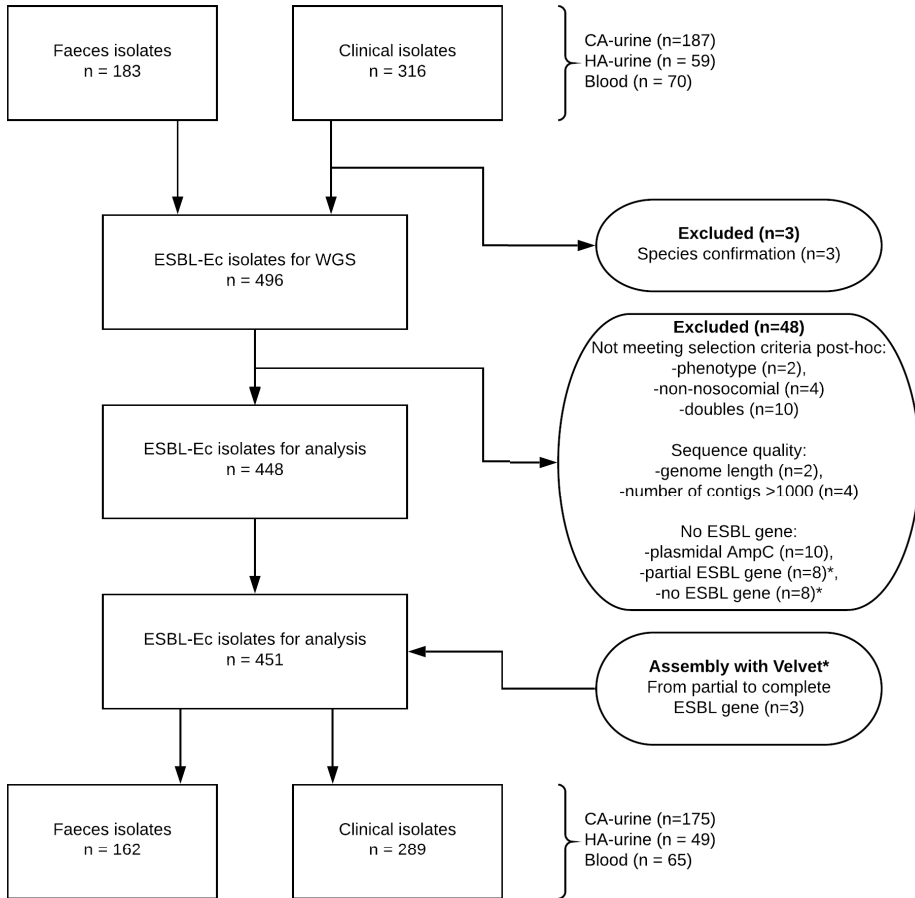 Faeces isolates
n = 183
Clinical isolates
n = 316
CA-urine (n=187)
HA-urine (n = 59)
Blood (n = 70)
Excluded (n=3)
Species confirmation (n=3)
ESBL-Ec isolates for WGS
n = 496
Excluded (n=48)
Not meeting selection criteria post-hoc:
-phenotype (n=2),
-non-nosocomial (n=4)
-doubles (n=10)
Sequence quality:
-genome length (n=2),
-number of contigs >1000 (n=4)
No ESBL gene:
-plasmidal AmpC (n=10),
-partial ESBL gene (n=8)*,
-no ESBL gene (n=8)*
ESBL-Ec isolates for analysis
n = 448
ESBL-Ec isolates for analysis
n = 451
Assembly with Velvet*
From partial to complete
ESBL gene (n=3)
Faeces isolates
n = 162
Clinical isolates
n = 289
CA-urine (n=175)
HA-urine (n = 49)
Blood (n = 65)